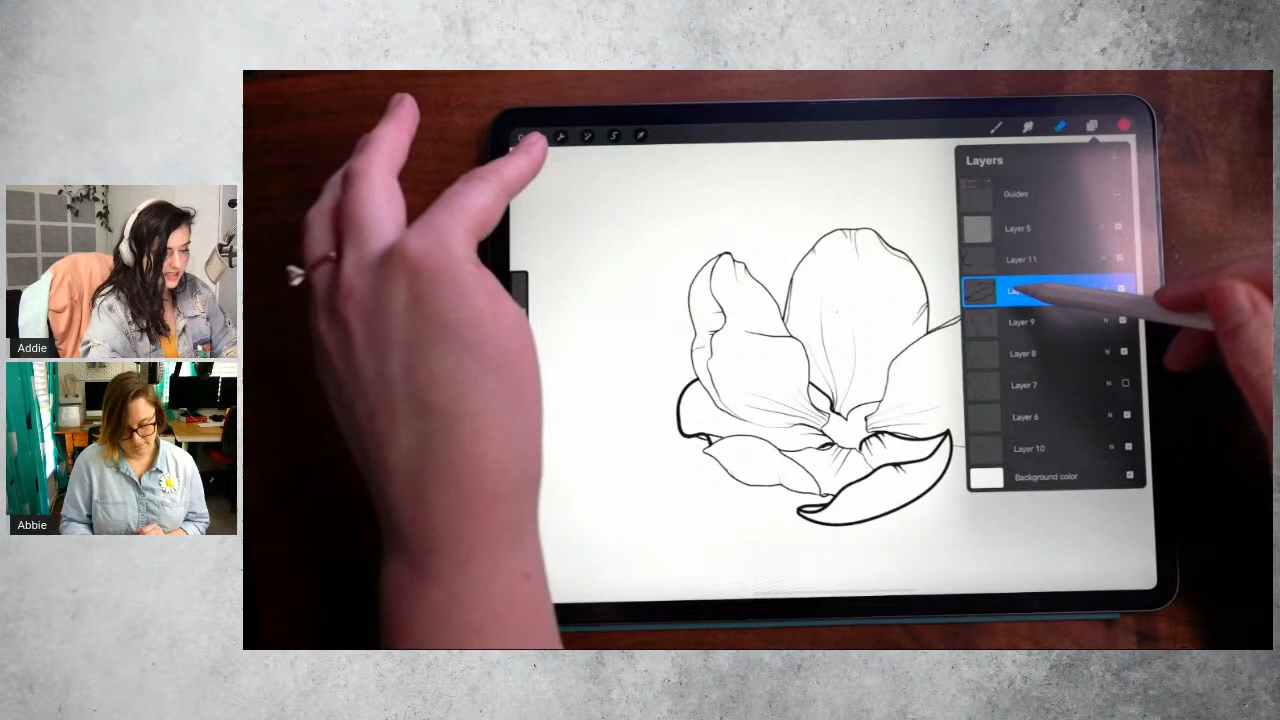 Addie
Abbie
Layers
Guides
Layer 5
Layer 11
Layer 9
N
Layer 8
N
Layer 7
N
Layer 6
N
Layer 10
N
Background color